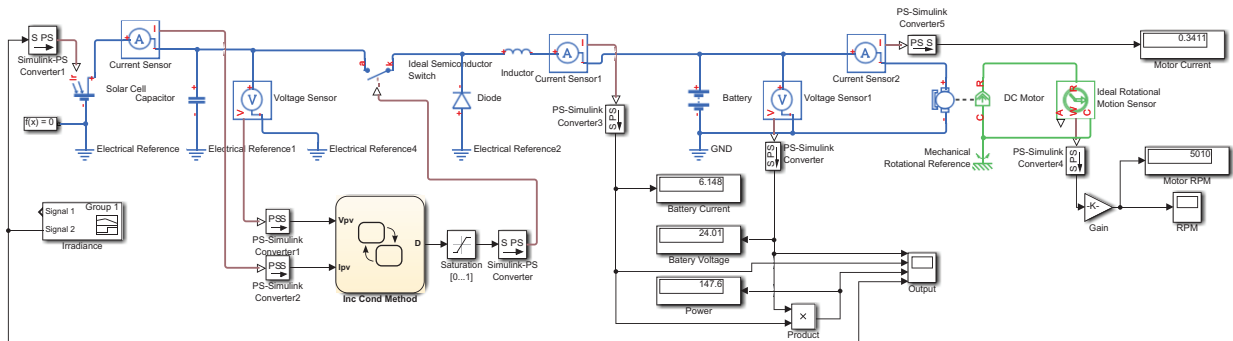 S PS
Simulink-PS
Converter1
Ir
+
-
Solar Cell
f(x) = 0
Electrical Reference
A
+
-
I
Current Sensor
Capacitor
+
-
V
+
-
V
Voltage Sensor
Electrical Reference1
Electrical Reference4
a
k
Ideal Semiconductor
Switch
Diode
Electrical Reference2
Inductor
A
+
-
I
Current Sensor1
PS-Simulink
Converter3
S PS
Battery
+
-
GND
V
+
-
V
Voltage Sensor1
S PS
PS-Simulink
Converter
A
+
-
I
Current Sensor2
PS-Simulink
Converter5
PS S
0.3411
Motor Current
+
-
R
C
DC Motor
Mechanical
Rotational Reference
R
A
W
C
Ideal Rotational
Motion Sensor
PS-Simulink
Converter4
S PS
-K-
Gain
5010
Motor RPM
RPM
Signal 1
Group 1
Signal 2
Irradiance
PSS
PS-Simulink
Converter1
PSS
PS-Simulink
Converter2
Vpv
Ipv
D
Inc Cond Method
Saturation
[0...1]
S PS
Simulink-PS
Converter
6.148
Battery Current
24.01
Batery Voltage
147.6
Power
×
Product
Output